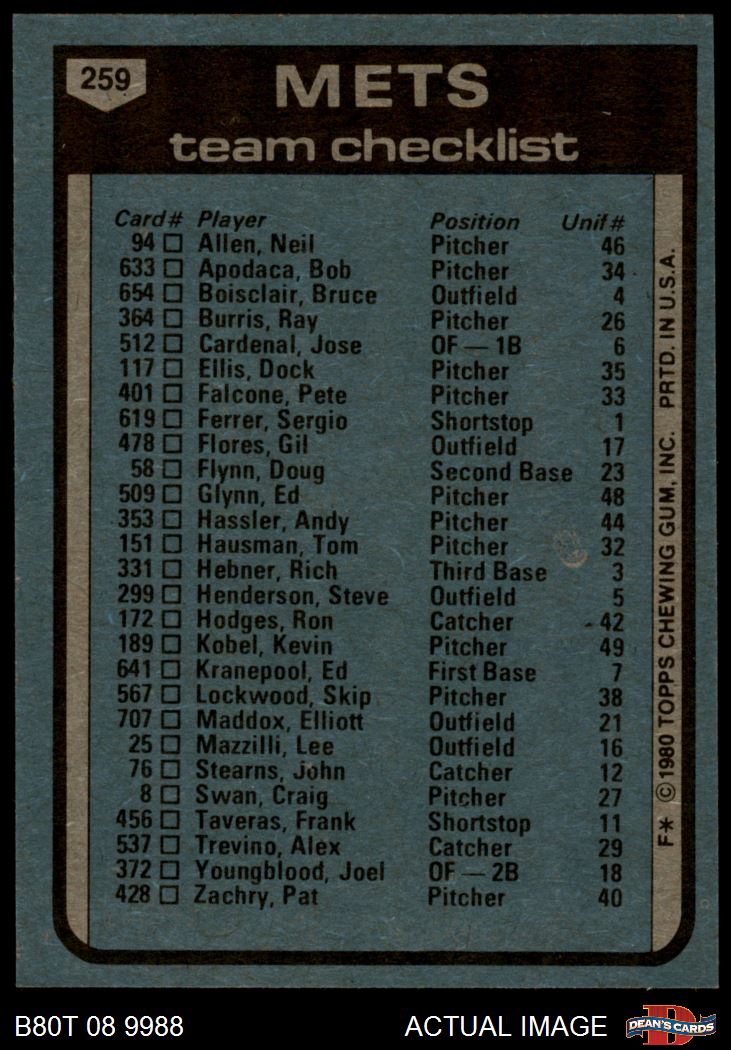 259
METS
team checklist
Card# Player Position Unif#
94 Allen, Neil Pitcher 46
633 Apodaca, Bob Pitcher 34
654 Boisclair, Bruce Outfield 4
364 Burris, Ray Pitcher 26
512 Cardenal, Jose OF — 1B 6
117 Ellis, Dock Pitcher 35
401 Falcone, Pete Pitcher 33
619 Ferrer, Sergio Shortstop 1
478 Flores, Gil Outfield 17
58 Flynn, Doug Second Base 23
509 Glynn, Ed Pitcher 48
353 Hassler, Andy Pitcher 44
151 Hausman, Tom Pitcher 32
331 Hebner, Rich Third Base 3
299 Henderson, Steve Outfield 5
172 Hodges, Ron Catcher 42
189 Kobel, Kevin Pitcher 49
641 Kranepool, Ed First Base 7
567 Lockwood, Skip Pitcher 38
707 Maddox, Elliott Outfield 21
25 Mazzilli, Lee Outfield 16
76 Stearns, John Catcher 12
8 Swan, Craig Pitcher 27
456 Taveras, Frank Shortstop 11
537 Trevino, Alex Catcher 29
372 Youngblood, Joel OF — 2B 18
428 Zachry, Pat Pitcher 40
F* ©1980 TOPPS CHEWING GUM, INC. PRTD. IN U.S.A.
B80T 08 9988 ACTUAL IMAGE
D
DEAN'S CARDS